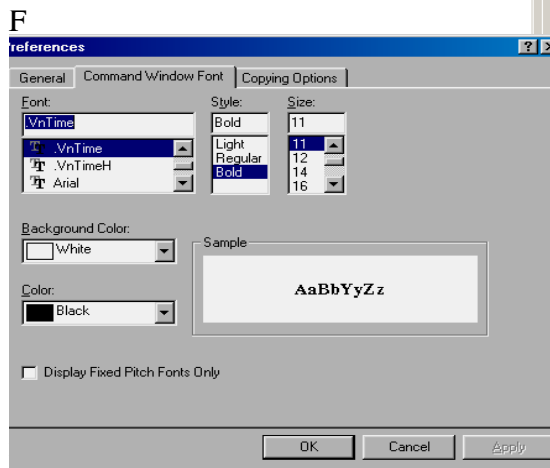 F
references
General Command Window Font Copying Options
Font: Style: Size:
.VnTime Bold 11
.VnTime Light 11
.VnTimeH Regular 12
Arial Bold 14
16
Background Color:
White
Sample
AaBbYyZz
Color:
Black
Display Fixed Pitch Fonts Only
OK Cancel Apply